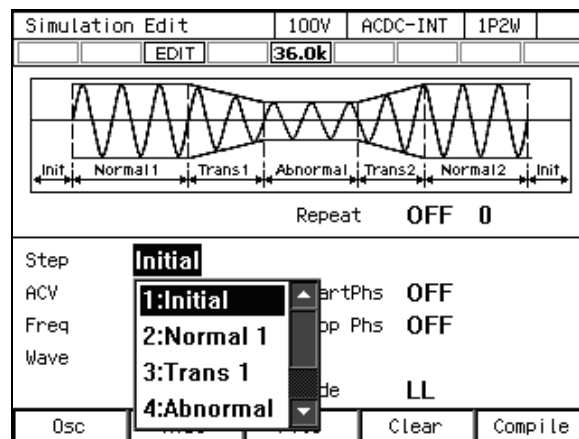 Simulation Edit 100V ACDC-INT 1P2W
EDIT 36.0k
Init Normal1 Trans1 Abnormal Trans2 Normal2 Init
Repeat OFF 0
Step Initial
ACV 1:Initial artPhs OFF
Freq 2:Normal 1 op Phs OFF
Wave 3:Trans 1
4:Abnormal de LL
Osc Clear Compile